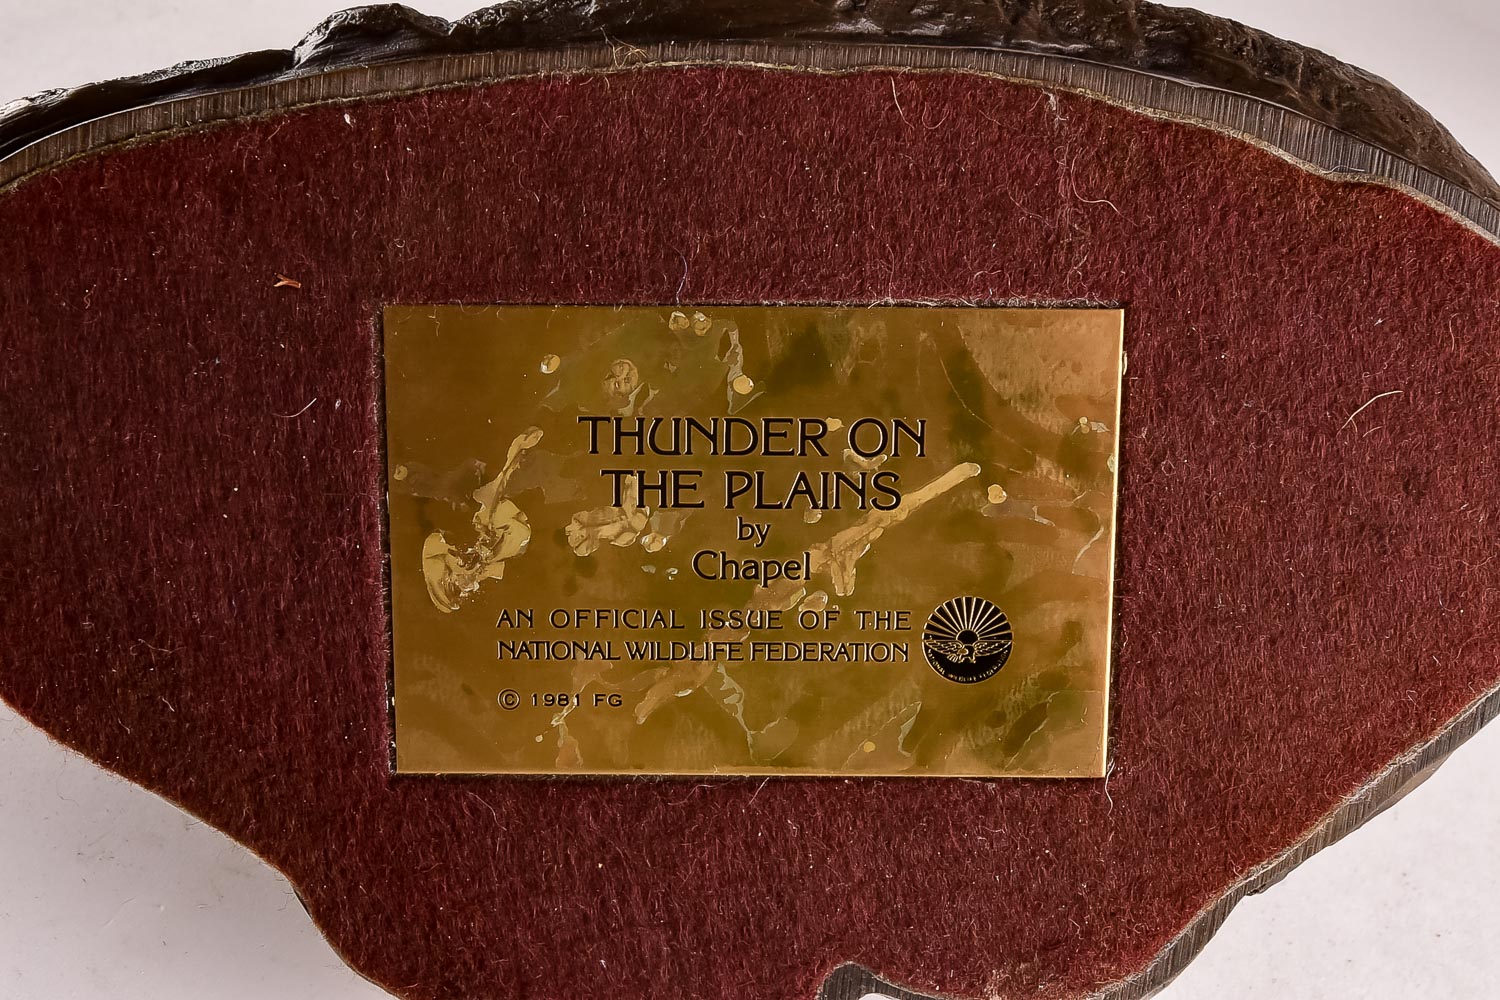 THUNDER ON
THE PLAINS
by
Chapel
AN OFFICIAL ISSUE OF THE
NATIONAL WILDLIFE FEDERATION
© 1981 FG